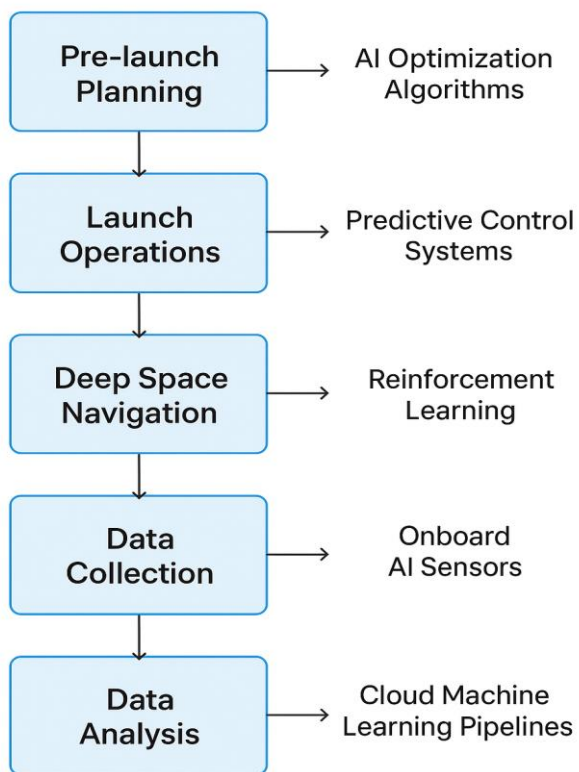 Pre-launch
Planning
AI Optimization
Algorithms
Launch
Operations
Predictive Control
Systems
Deep Space
Navigation
Reinforcement
Learning
Data
Collection
Onboard
AI Sensors
Data
Analysis
Cloud Machine
Learning Pipelines